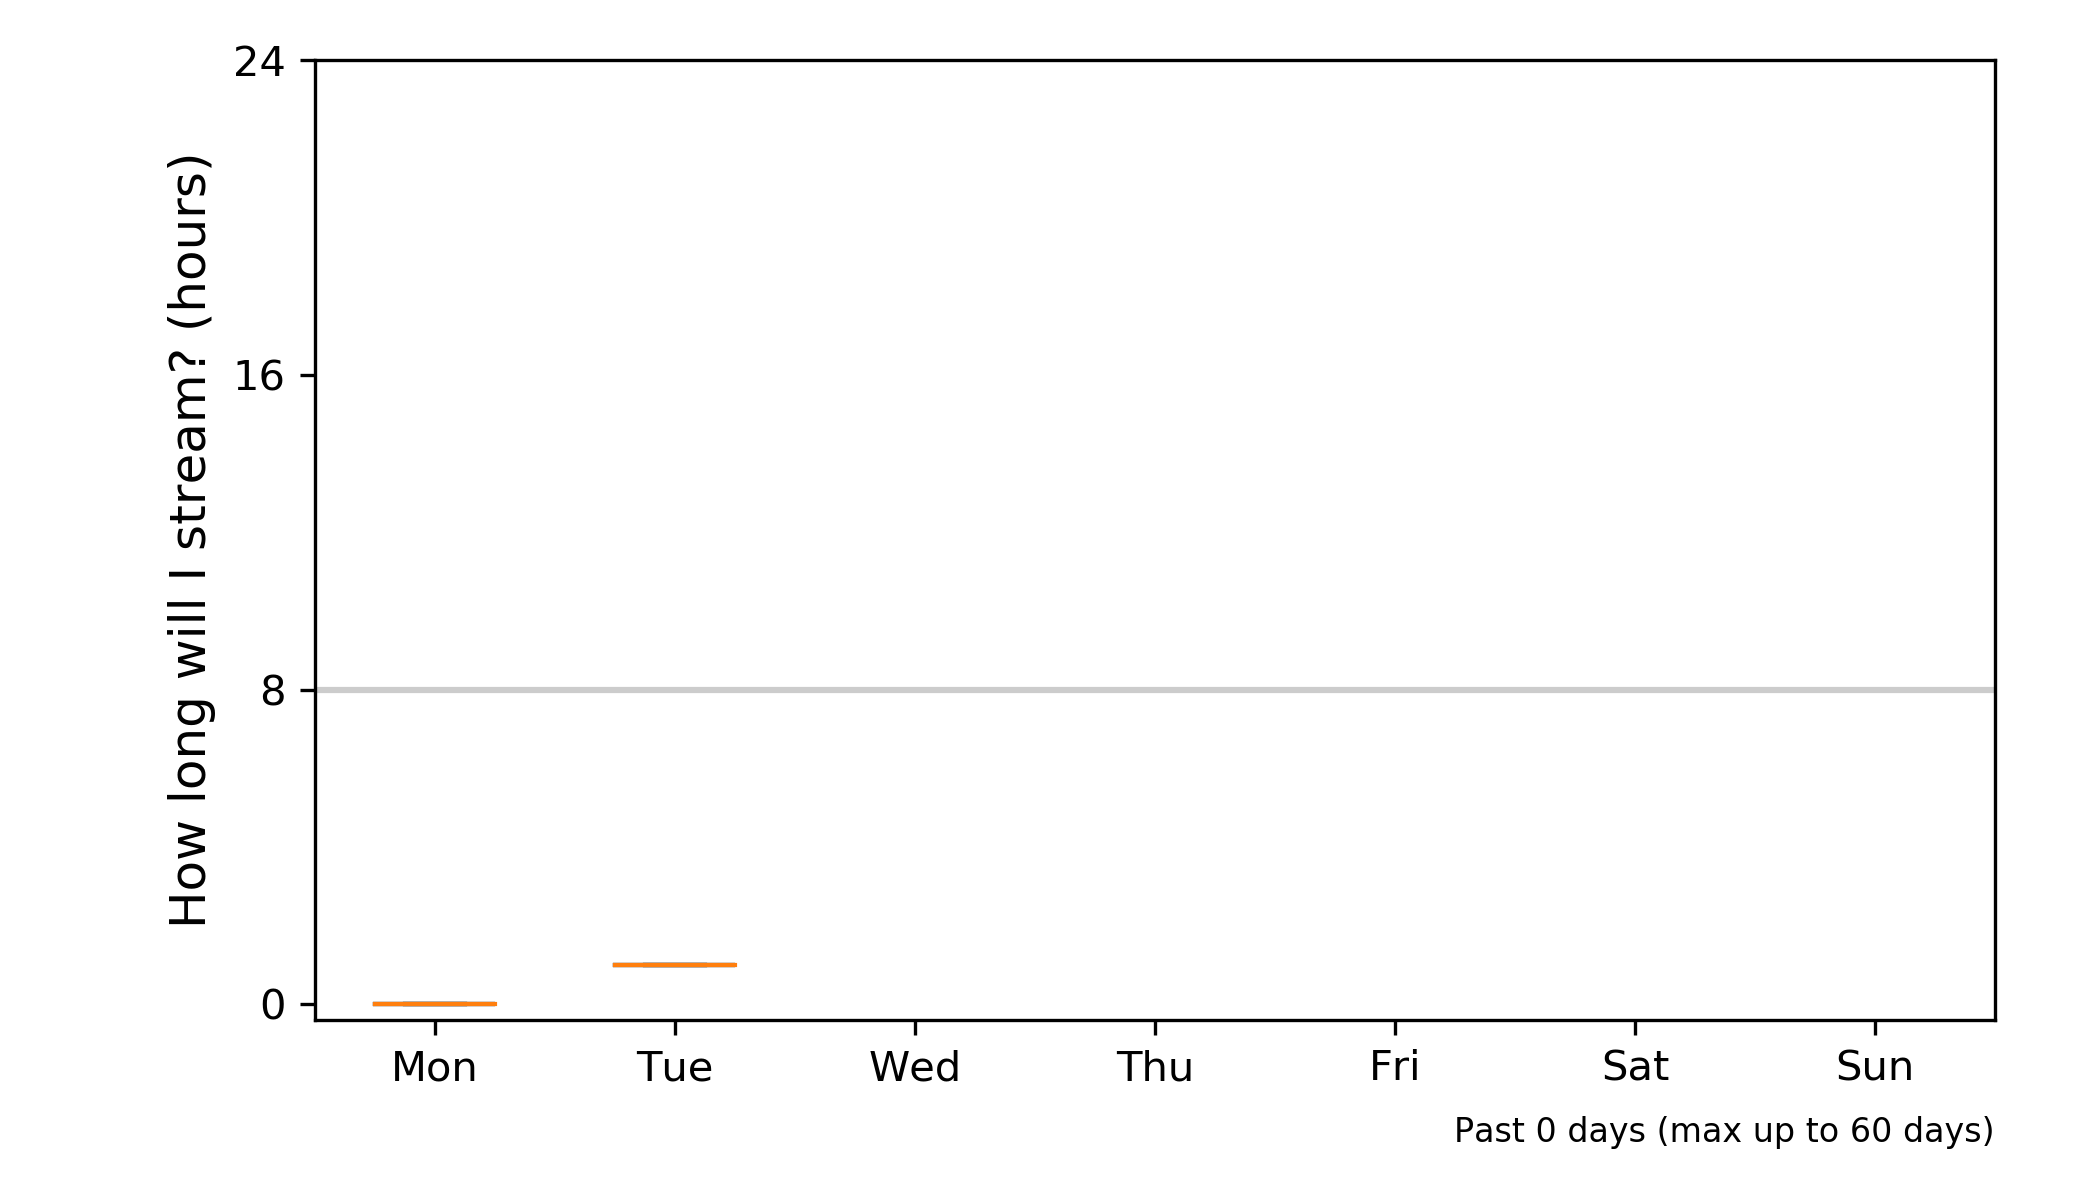 How long will I stream? (hours)
24
16
8
0
Mon Tue Wed Thu Fri Sat Sun
Past 0 days (max up to 60 days)